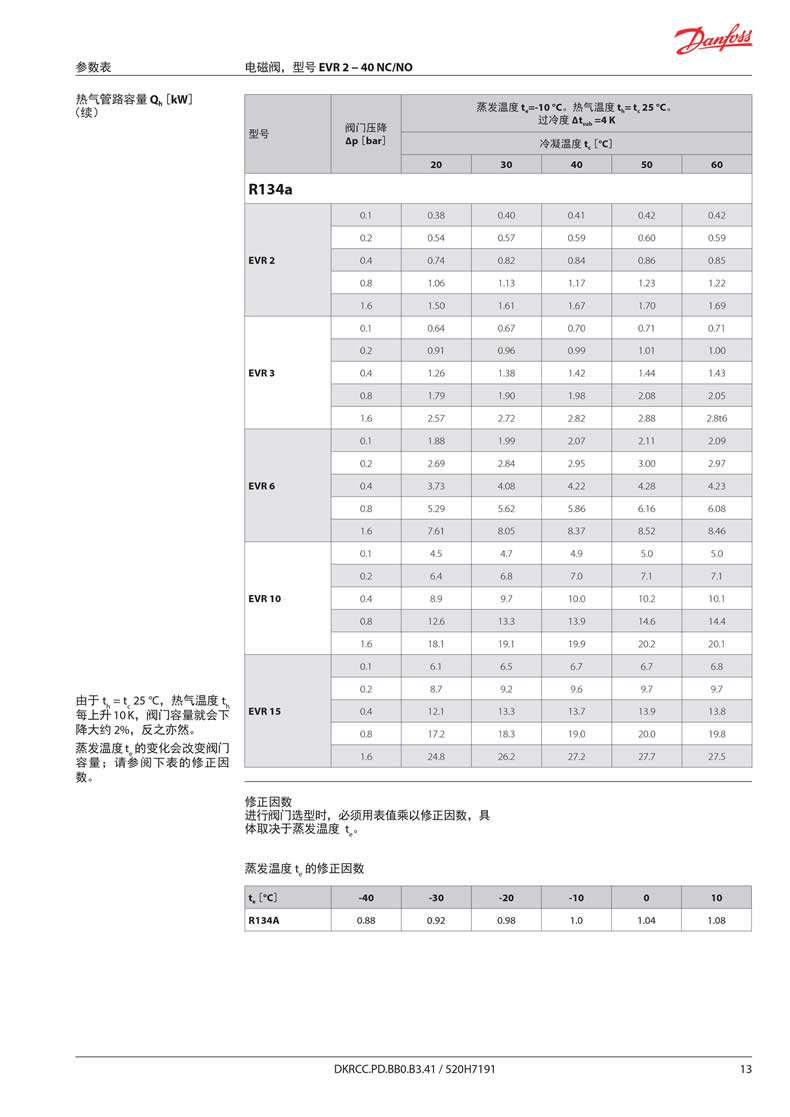 Danfoss
参数表 电磁阀，型号 EVR 2 – 40 NC/NO
热气管路容量 Qh［kW］
（续）
型号
阀门压降
Δp［bar］
蒸发温度 te=-10 °C。热气温度 th= tc 25 °C。
过冷度 Δtsub =4 K
冷凝温度 tc［°C］
20 30 40 50 60
R134a
EVR 2
0.1 0.38 0.40 0.41 0.42 0.42
0.2 0.54 0.57 0.59 0.60 0.59
0.4 0.74 0.82 0.84 0.86 0.85
0.8 1.06 1.13 1.17 1.23 1.22
1.6 1.50 1.61 1.67 1.70 1.69
EVR 3
0.1 0.64 0.67 0.70 0.71 0.71
0.2 0.91 0.96 0.99 1.01 1.00
0.4 1.26 1.38 1.42 1.44 1.43
0.8 1.79 1.90 1.98 2.08 2.05
1.6 2.57 2.72 2.82 2.88 2.8t6
EVR 6
0.1 1.88 1.99 2.07 2.11 2.09
0.2 2.69 2.84 2.95 3.00 2.97
0.4 3.73 4.08 4.22 4.28 4.23
0.8 5.29 5.62 5.86 6.16 6.08
1.6 7.61 8.05 8.37 8.52 8.46
EVR 10
0.1 4.5 4.7 4.9 5.0 5.0
0.2 6.4 6.8 7.0 7.1 7.1
0.4 8.9 9.7 10.0 10.2 10.1
0.8 12.6 13.3 13.9 14.6 14.4
1.6 18.1 19.1 19.9 20.2 20.1
EVR 15
0.1 6.1 6.5 6.7 6.7 6.8
0.2 8.7 9.2 9.6 9.7 9.7
0.4 12.1 13.3 13.7 13.9 13.8
0.8 17.2 18.3 19.0 20.0 19.8
1.6 24.8 26.2 27.2 27.7 27.5
由于 th = tc 25 °C，热气温度 th
每上升 10 K，阀门容量就会下
降大约 2%，反之亦然。
蒸发温度 te 的变化会改变阀门
容量；请参阅下表的修正因
数。
修正因数
进行阀门选型时，必须用表值乘以修正因数，具
体取决于蒸发温度 te。
蒸发温度 te 的修正因数
te［°C］ -40 -30 -20 -10 0 10
R134A 0.88 0.92 0.98 1.0 1.04 1.08
DKRCC.PD.BB0.B3.41 / 520H7191 13